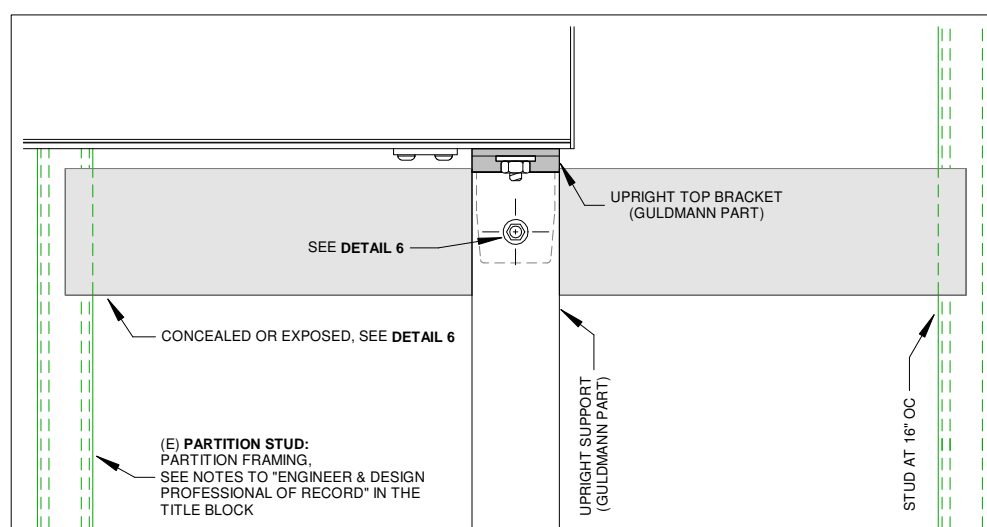 UPRIGHT TOP BRACKET
(GULDMANN PART)
SEE DETAIL 6
CONCEALED OR EXPOSED, SEE DETAIL 6
(E) PARTITION STUD:
PARTITION FRAMING,
SEE NOTES TO "ENGINEER & DESIGN
PROFESSIONAL OF RECORD" IN THE
TITLE BLOCK
UPRIGHT SUPPORT
(GULDMANN PART)
STUD AT 16" OC